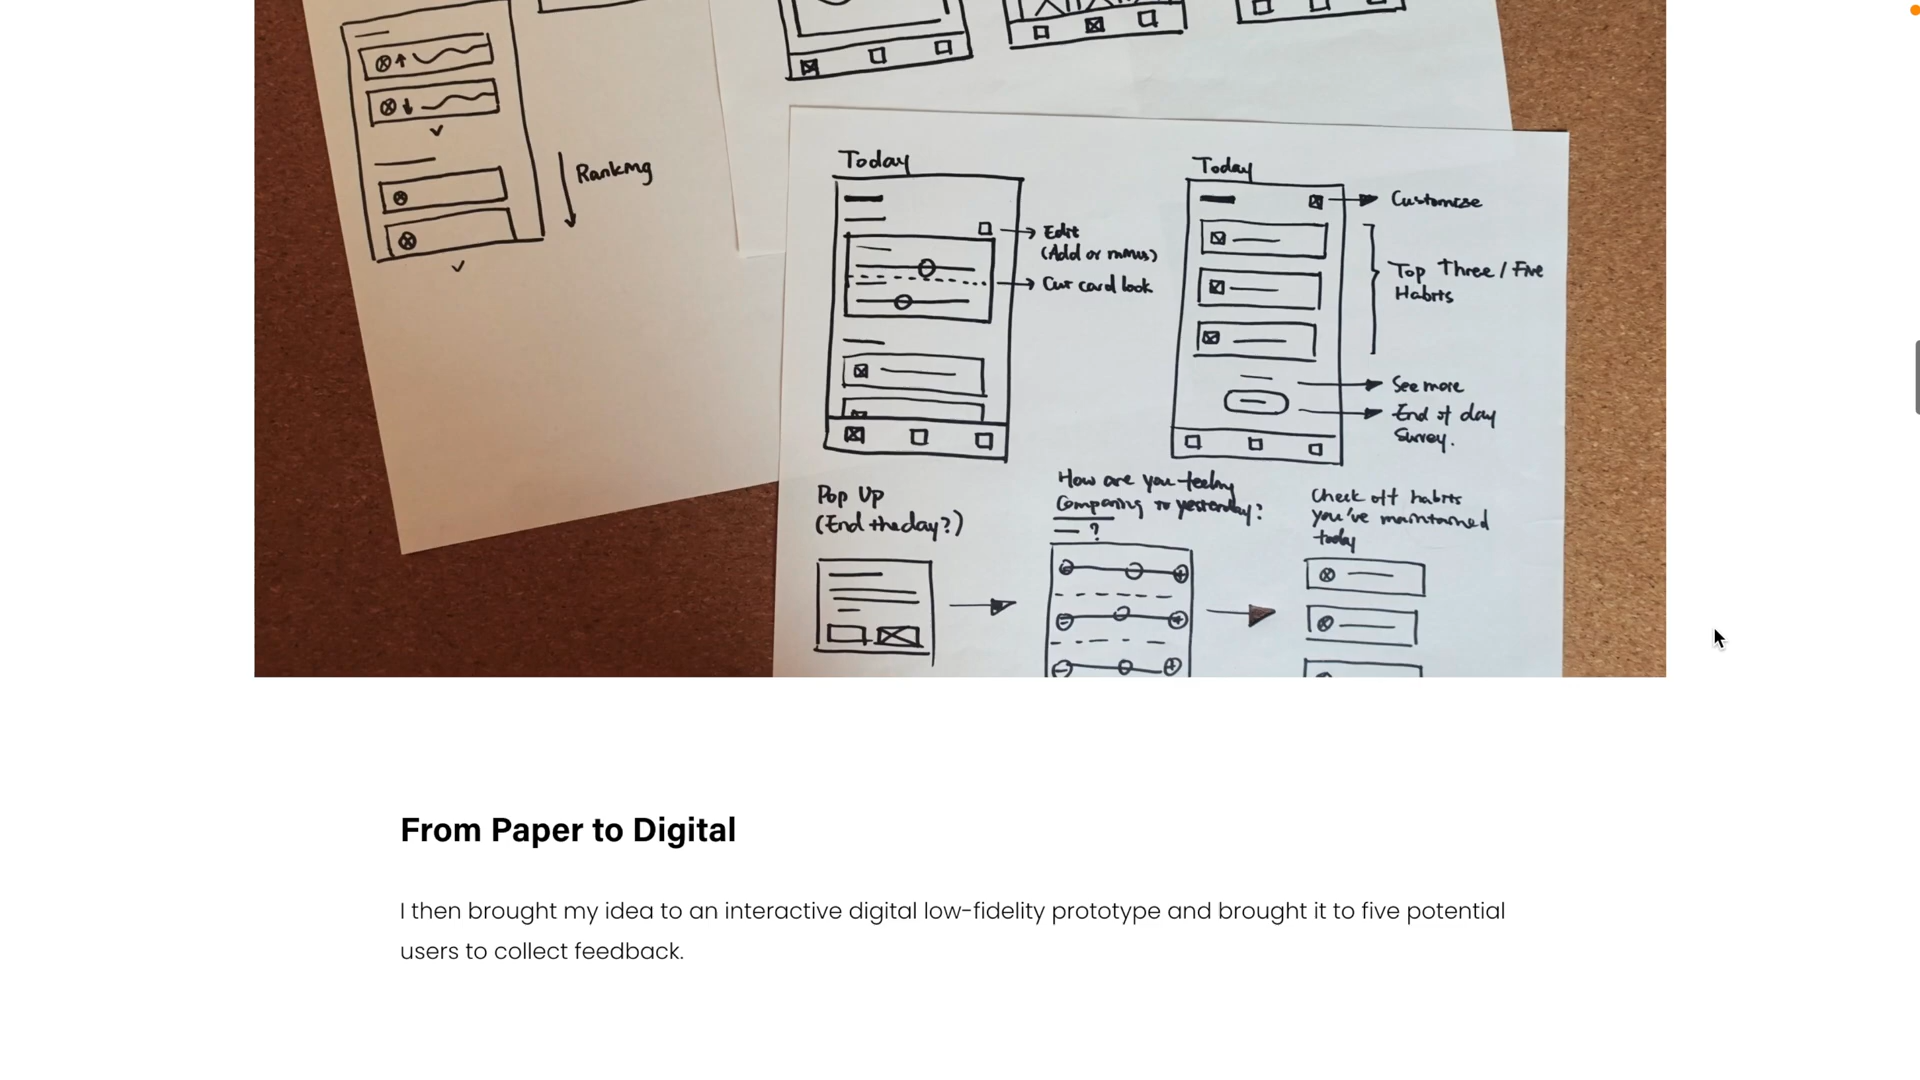 Ranking
Today
Edit
(Add or minus)
Cut card look
Today
Customise
Top Three / Five
Habits
See more
End of day
Survey.
Pop Up
(End the day?)
How are you feeling
Comparing to yesterday?
?
Check off habits
you've maintained
today
From Paper to Digital
I then brought my idea to an interactive digital low-fidelity prototype and brought it to five potential
users to collect feedback.